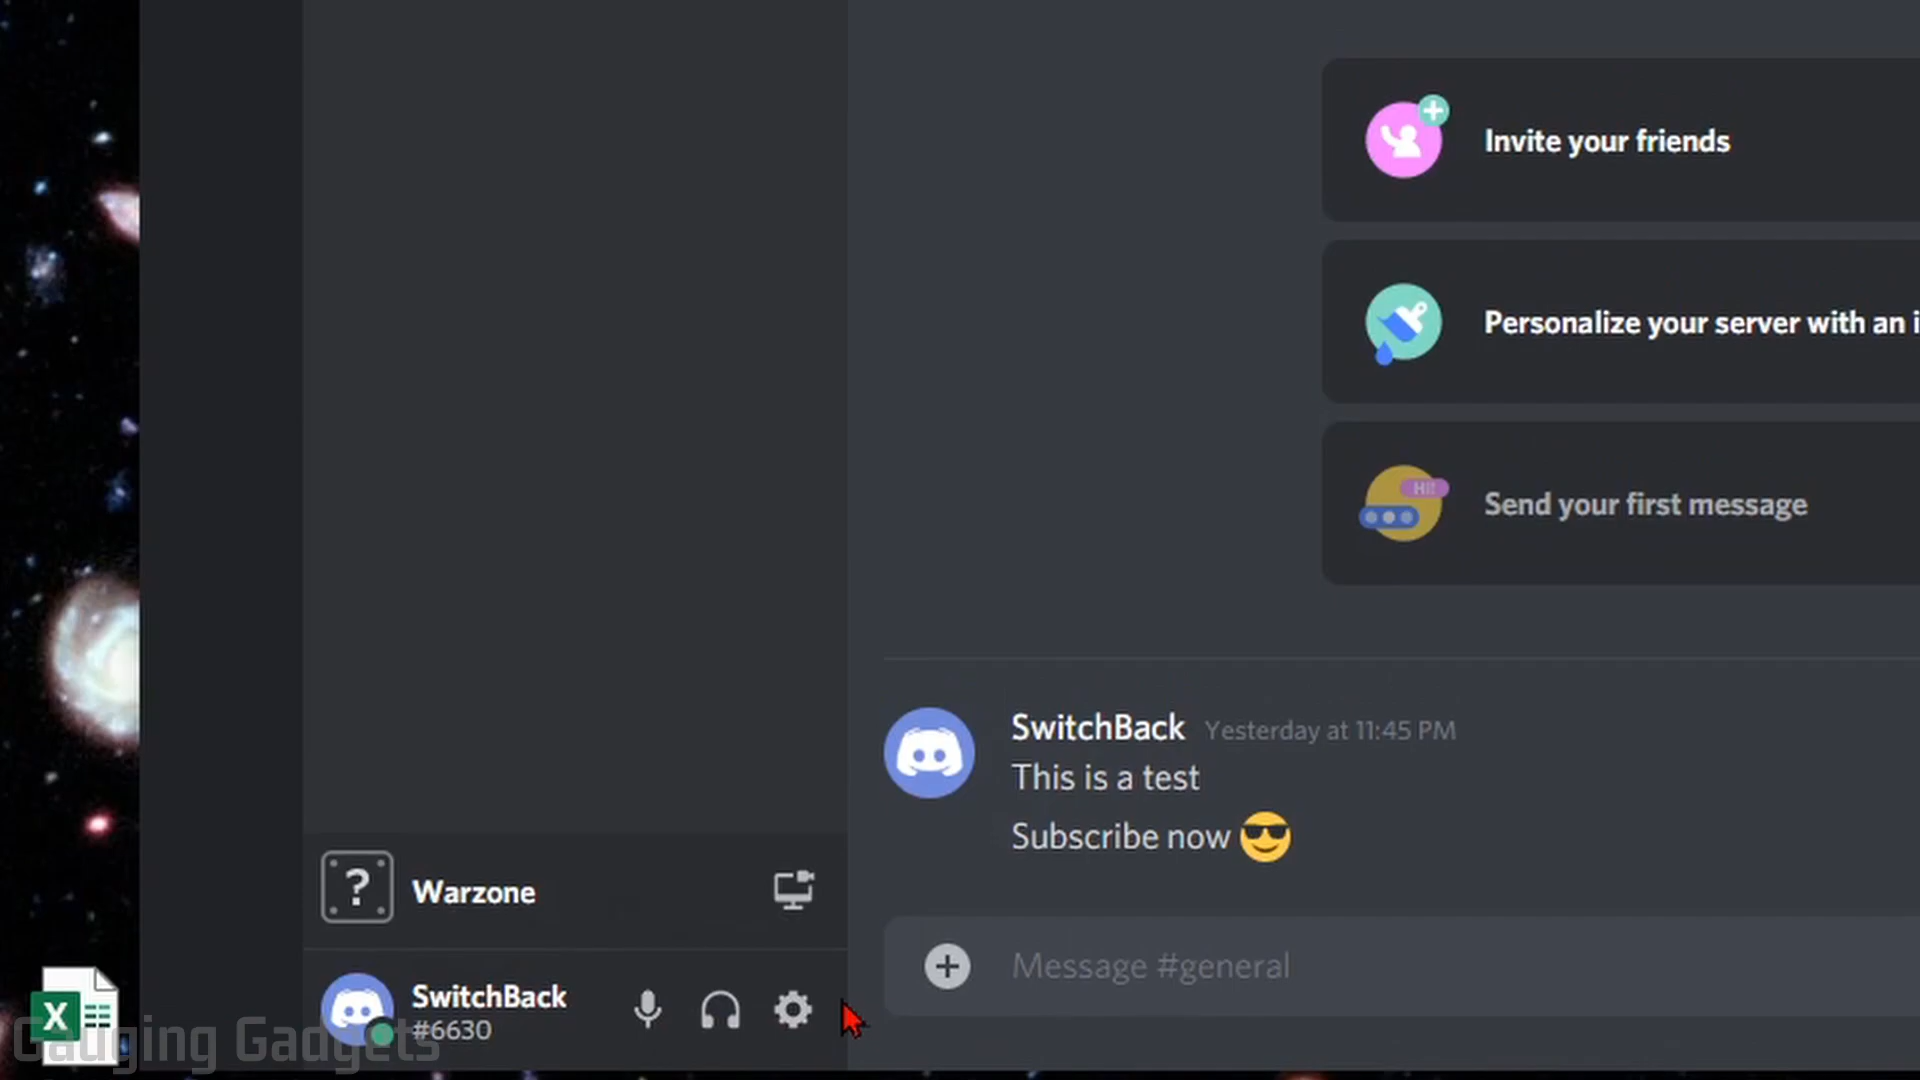 Invite your friends
Personalize your server with an i
Hi!
Send your first message
SwitchBack Yesterday at 11:45 PM
This is a test
Subscribe now 😎
? Warzone
Message #general
SwitchBack
#6630
X
Gauging Gadgets